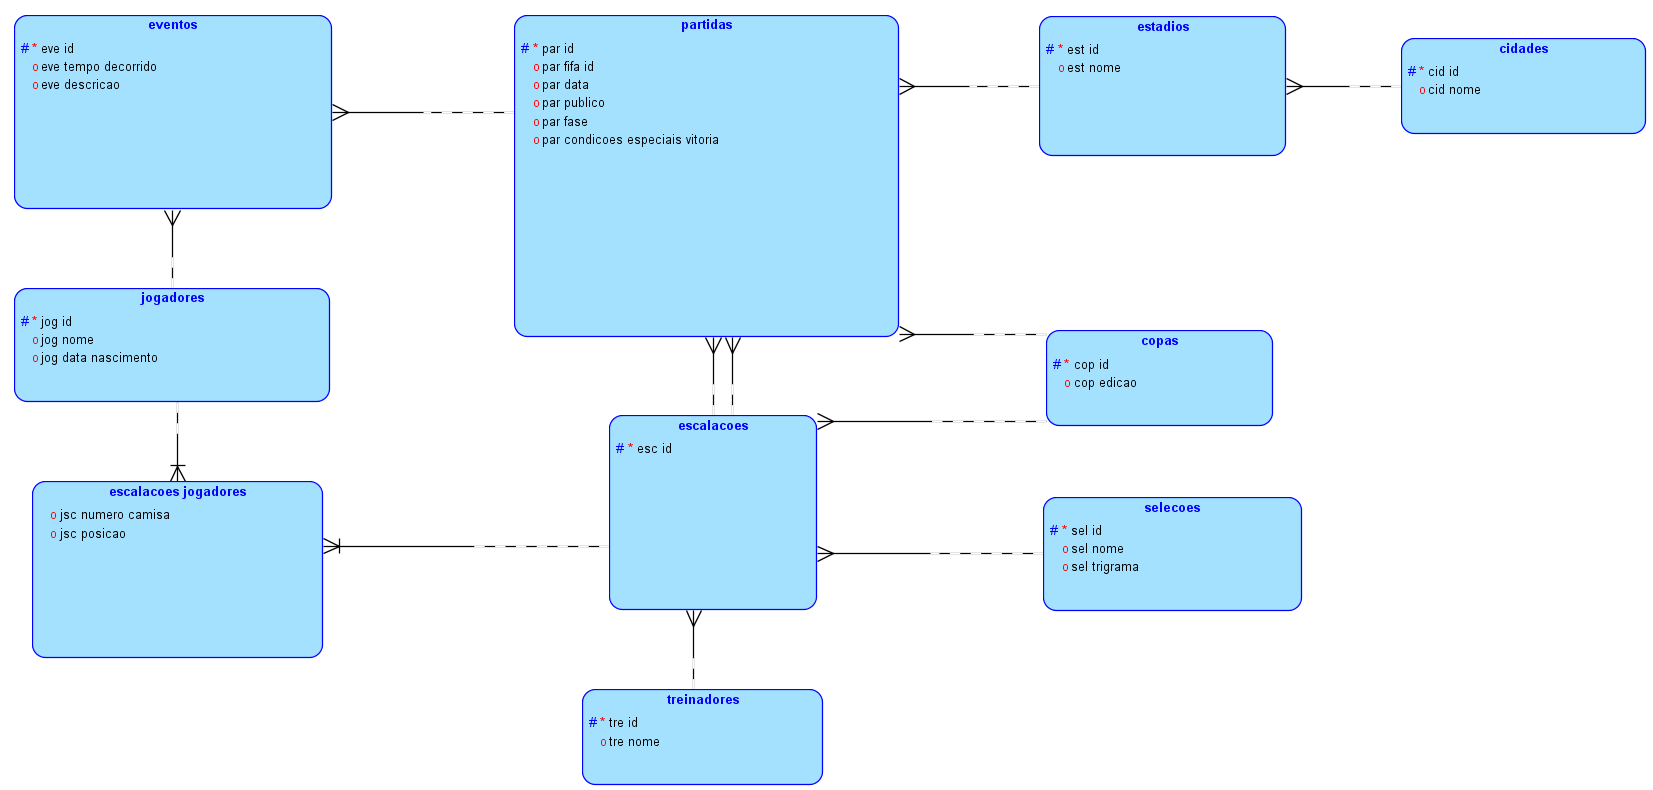 eventos
# * eve id
o eve tempo decorrido
o eve descricao
partidas
# * par id
o par fifa id
o par data
o par publico
o par fase
o par condicoes especiais vitoria
estadios
# * est id
o est nome
cidades
# * cid id
o cid nome
jogadores
# * jog id
o jog nome
o jog data nascimento
copas
# * cop id
o cop edicao
escalacoes
# * esc id
escalacoes jogadores
o jsc numero camisa
o jsc posicao
selecoes
# * sel id
o sel nome
o sel trigrama
treinadores
# * tre id
o tre nome